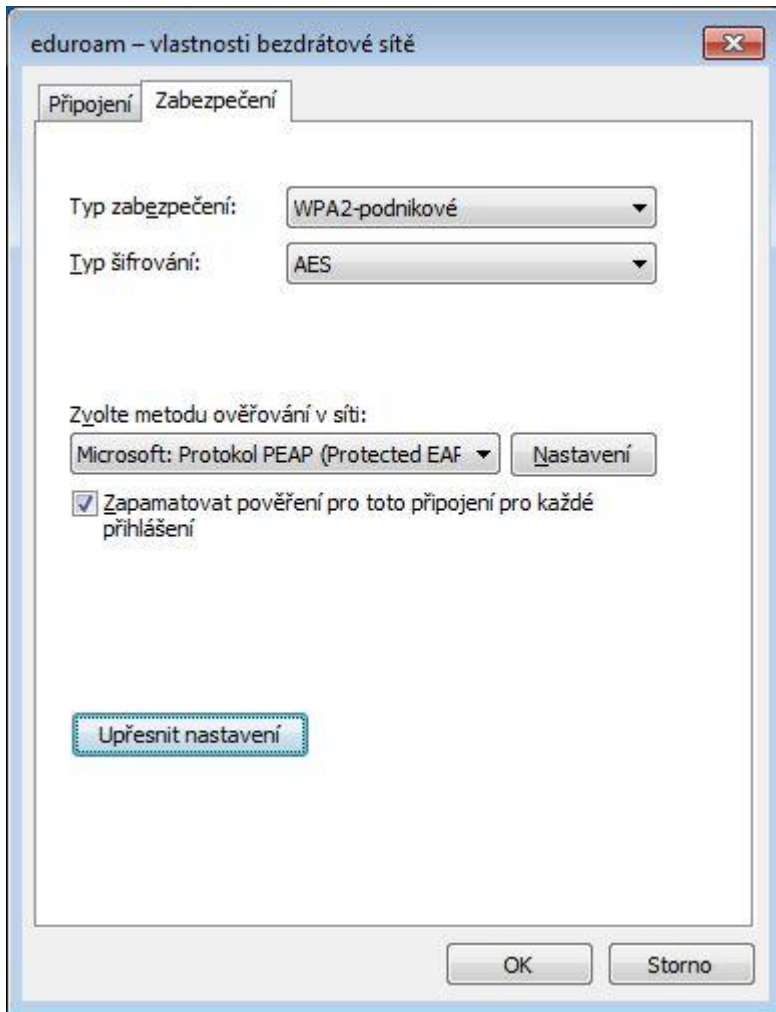 eduroam – vlastnosti bezdrátové sítě
Připojení Zabezpečení
Typ zabezpečení: WPA2-podnikové
Typ šifrování: AES
Zvolte metodu ověřování v síti:
Microsoft: Protokol PEAP (Protected EAP Nastavení
Zapamatovat pověření pro toto připojení pro každé
přihlášení
Upřesnit nastavení
OK Storno